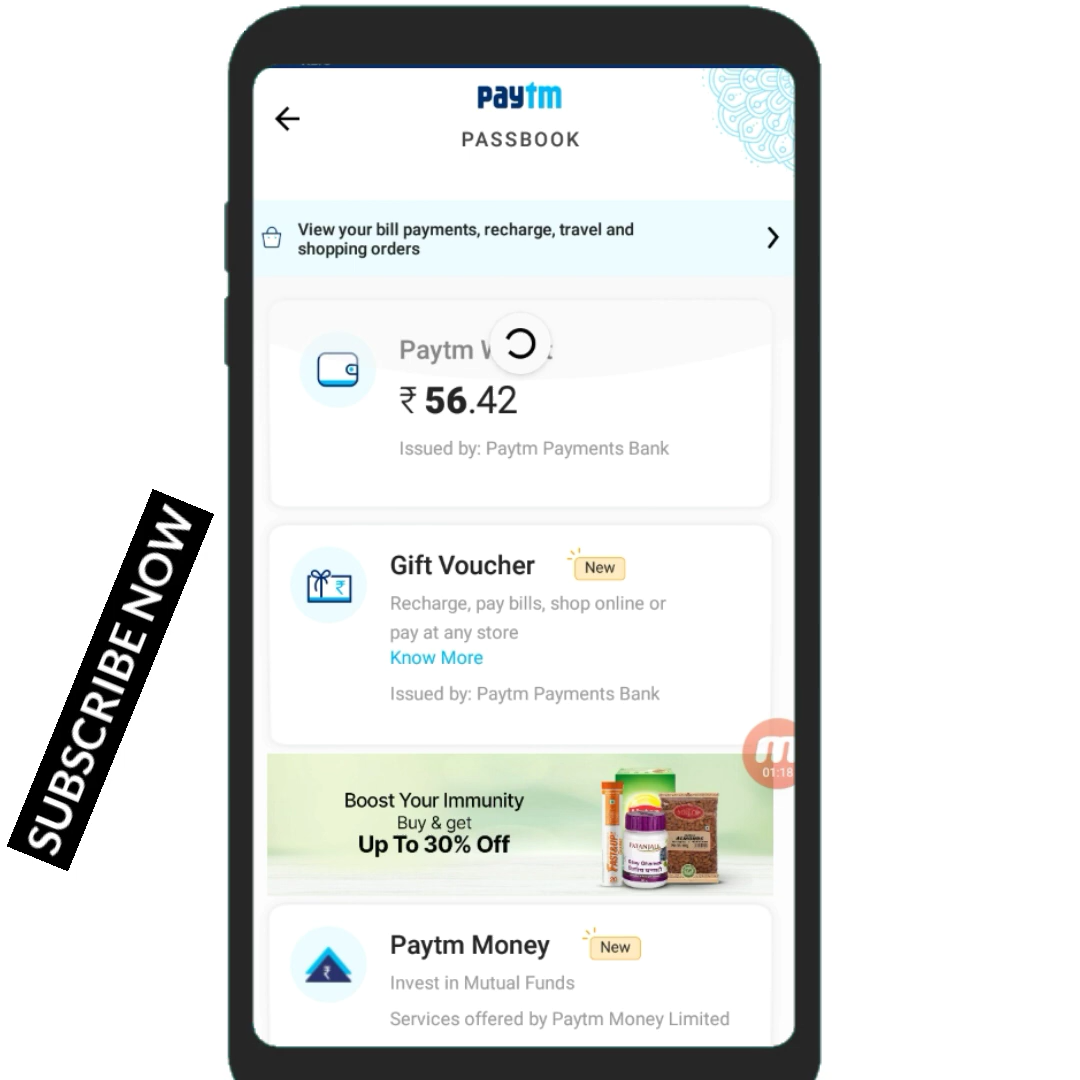 paytm
PASSBOOK
View your bill payments, recharge, travel and
shopping orders
Paytm
₹ 56.42
Issued by: Paytm Payments Bank
Gift Voucher
New
Recharge, pay bills, shop online or
pay at any store
Know More
Issued by: Paytm Payments Bank
01:18
Boost Your Immunity
Buy & get
Up To 30% Off
FAST&UP
PATANJALI
Paytm Money
New
Invest in Mutual Funds
Services offered by Paytm Money Limited
SUBSCRIBE NOW